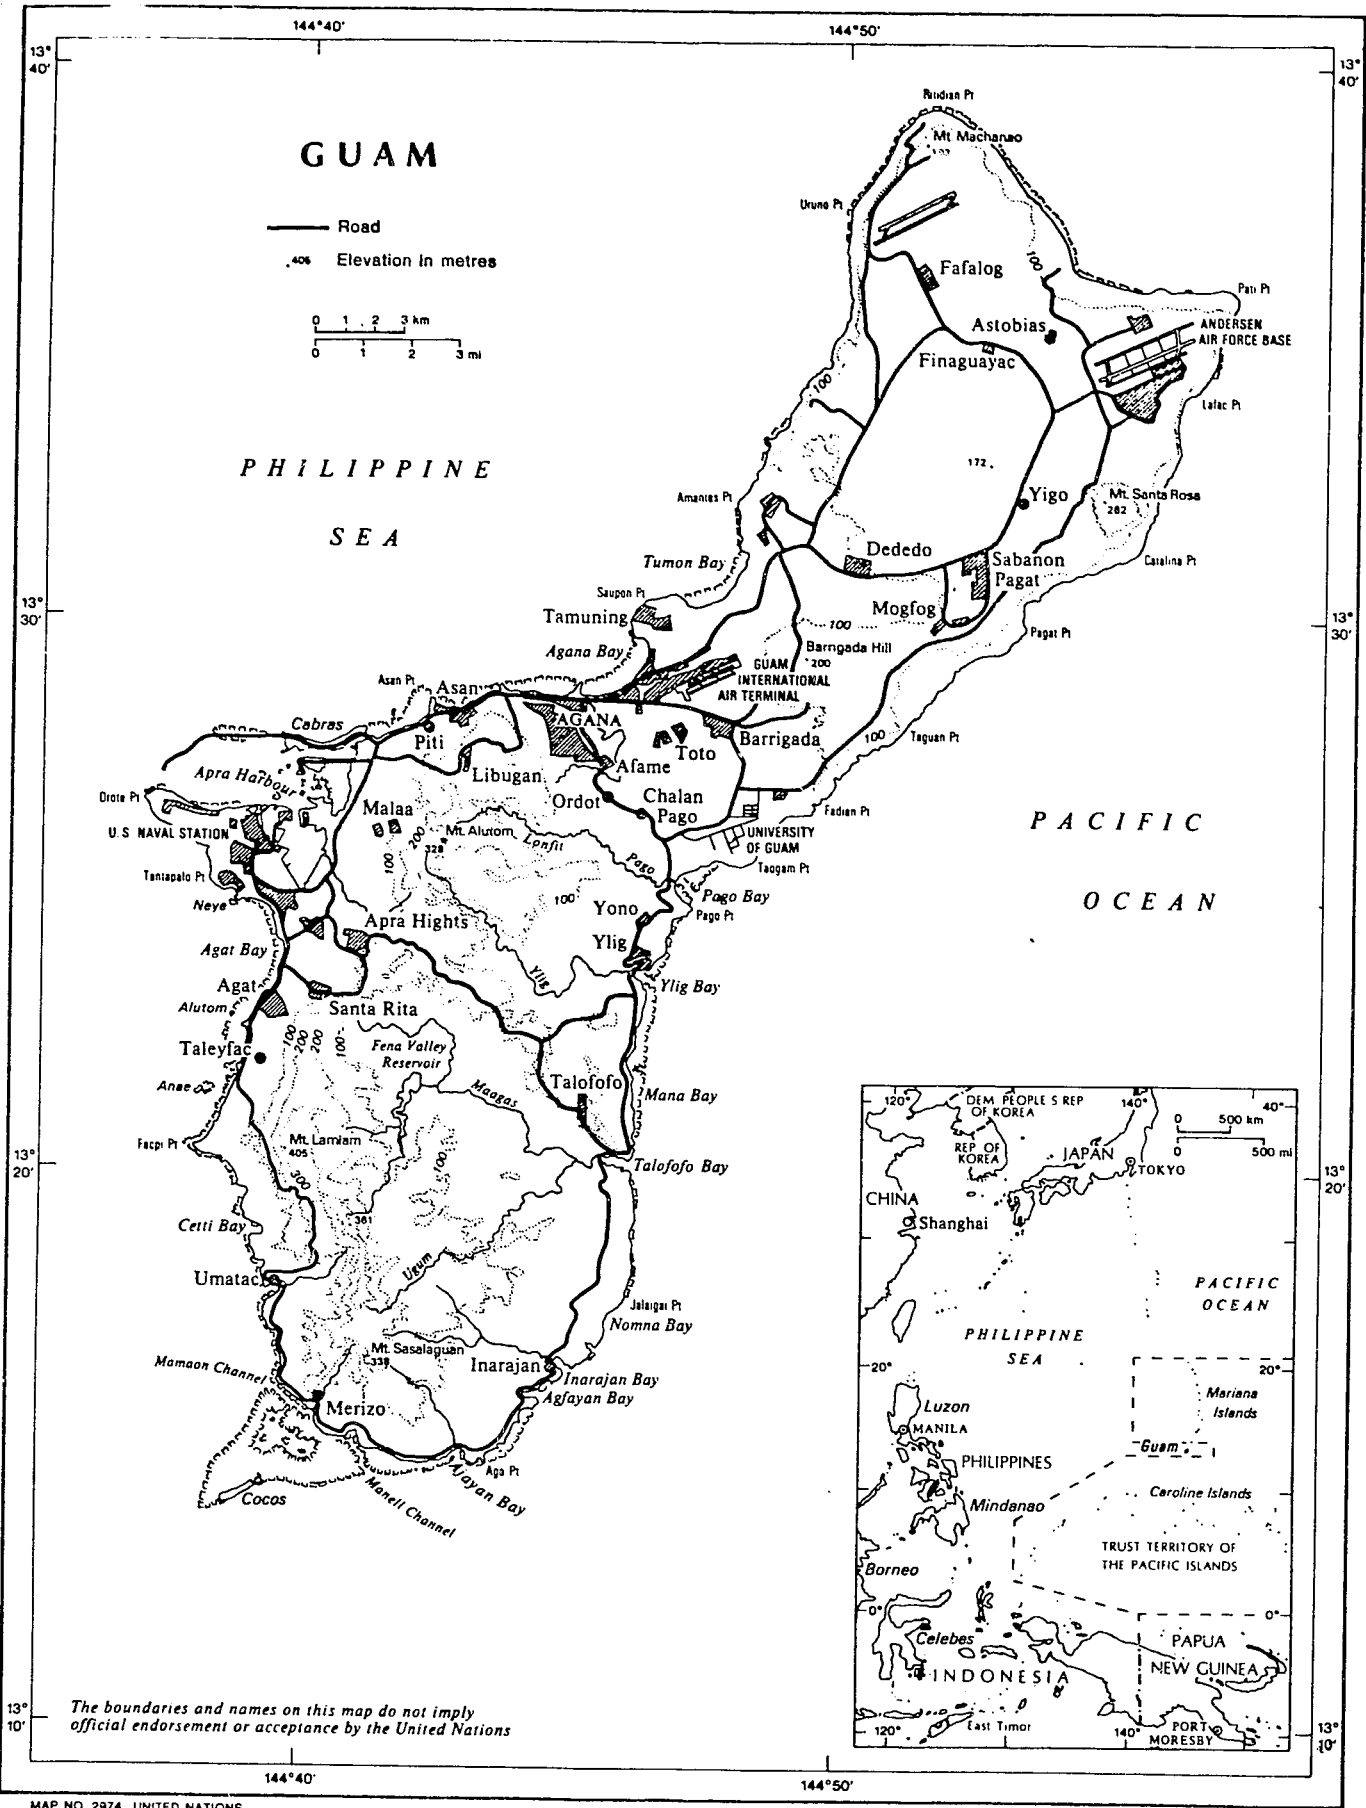 144°40'
144°50'
13°
40'
13°
40'
GUAM
Road
.406 Elevation in metres
0 1 2 3 km
0 1 2 3 mi
Ritidian Pt
Mt Machanao
Uruno Pt
Fafalog
100
Pati Pt
Astobias
ANDERSEN
AIR FORCE BASE
Finaguayac
100
Lafac Pt
PHILIPPINE
SEA
172
Yigo
Mt. Santa Rosa
262
Amantes Pt
Dededo
Sabanon
Pagat
Catalina Pt
Tumon Bay
Saupon Pt
Mogfog
13°
30'
13°
30'
Tamuning
100
Pagat Pt
Agana Bay
Barrigada Hill
200
GUAM
INTERNATIONAL
AIR TERMINAL
Asan Pt
Asan
Cabras
AGANA
Piti
Toto
Barrigada
100
Taguan Pt
Libugan
Afame
Apra Harbour
Orote Pt
Ordot
Chalan
Pago
Fadian Pt
Malaa
U.S NAVAL STATION
200
Mt. Alutom
328
Lonfit
UNIVERSITY
OF GUAM
PACIFIC
OCEAN
100
Pago
Taogam Pt
Tantapalo Pt
Neye
100
Pago Bay
Yono
Pago Pt
Apra Hights
Ylig
Agat Bay
Ylig
Ylig Bay
Agat
Alutom
Santa Rita
100
200
200
100
Fena Valley
Reservoir
Taleyfac
Anae
Maagas
Talofofo
Mana Bay
Facpi Pt
Mt. Lamlam
405
100
Talofofo Bay
13°
20'
13°
20'
300
Cetti Bay
361
Umatac
Ugum
Jalaigai Pt
Nomna Bay
Mamaon Channel
Mt. Sasalaguan
338
Inarajan
Inarajan Bay
Agfayan Bay
Merizo
Aga Pt
Ajayan Bay
Cocos
Manell Channel
120°
DEM PEOPLE S REP
OF KOREA
140°
40°
0 500 km
0 500 mi
REP OF
KOREA
JAPAN
TOKYO
CHINA
Shanghai
PACIFIC
OCEAN
PHILIPPINE
SEA
20°
20°
Mariana
Islands
Luzon
MANILA
Guam
PHILIPPINES
Mindanao
Caroline Islands
TRUST TERRITORY OF
THE PACIFIC ISLANDS
Borneo
0°
0°
Celebes
PAPUA
NEW GUINEA
INDONESIA
East Timor
120°
140°
PORT
MORESBY
The boundaries and names on this map do not imply
official endorsement or acceptance by the United Nations
13°
10'
13°
10'
144°40'
144°50'
MAP NO. 2974 UNITED NATIONS